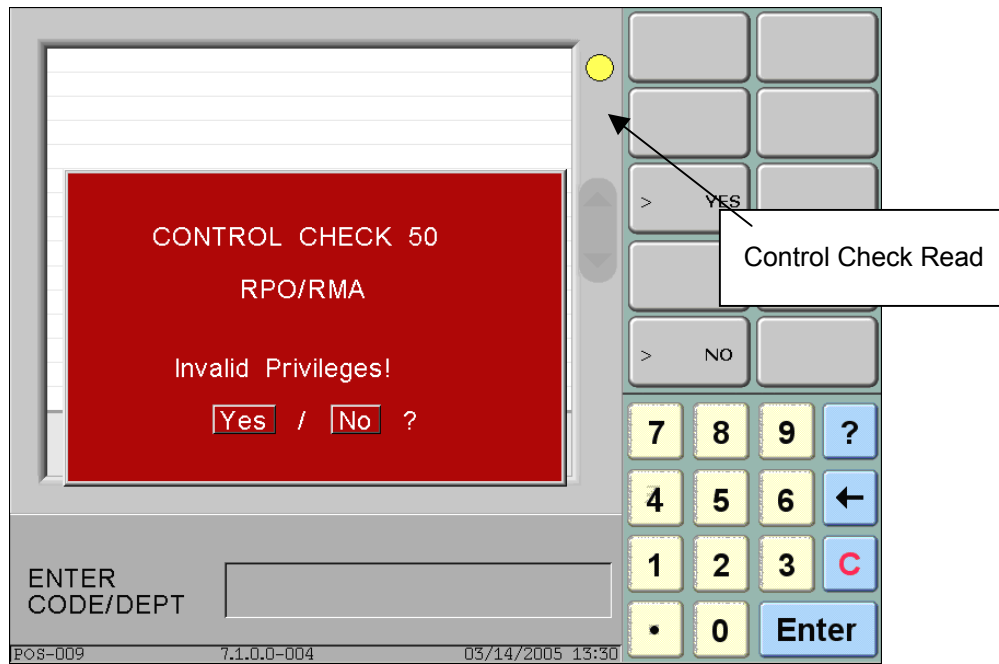 CONTROL CHECK 50
RPO/RMA
Invalid Privileges!
Yes / No ?
> YES
Control Check Read
> NO
7 8 9 ?
4 5 6 ←
1 2 3 C
. 0 Enter
ENTER
CODE/DEPT
POS-009 7.1.0.0-004 03/14/2005 13:30